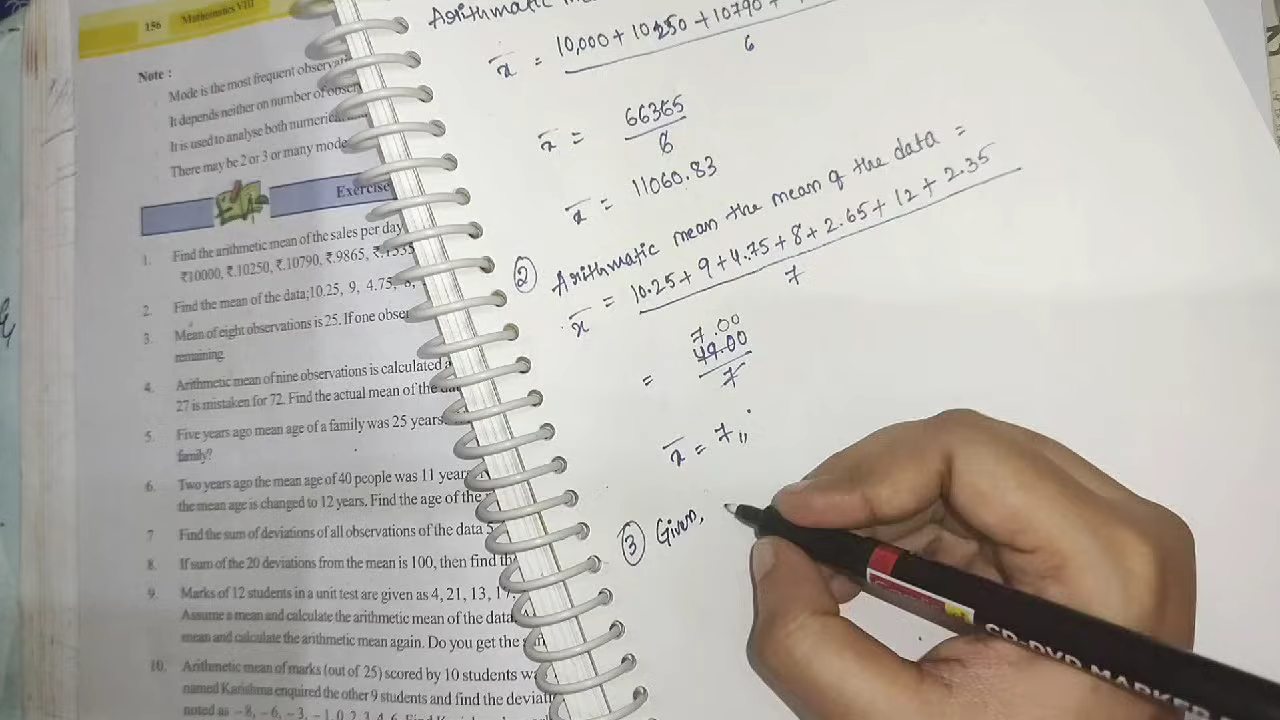 156 Mathematics VIII
Note :
Mode is the most frequent
It depends neither on number of
It is used to analyse both
There may be 2 or 3 or many
Exercise
1. Find the arithmetic mean of the sales per day
₹10000, ₹.10250, ₹.10790, ₹.9865,
2. Find the mean of the data;10.25, 9, 4.75,
3. Mean of eight observations is 25. If one
remaining.
4. Arithmetic mean of nine observations is calculated
27 is mistaken for 72. Find the actual mean of the
5. Five years ago mean age of a family was 25 years.
family?
6. Two years ago the mean age of 40 people was 11
the mean age is changed to 12 years. Find the age of the
7 Find the sum of deviations of all observations of the data
8. If sum of the 20 deviations from the mean is 100, then find
9. Marks of 12 students in a unit test are given as 4, 21, 13,
Assume a mean and calculate the arithmetic mean of the data.
mean and calculate the arithmetic mean again. Do you get the
10. Arithmetic mean of marks (out of 25) scored by 10 students
named Karishma enquired the other 9 students and find the
noted as −8, −6, −3, −1, 0, 2, 3, 4, 6.
Arithmatic
x̄ = 10,000 + 10250 + 10790 +
6
x̄ = 66365
6
x̄ = 11060.83
② Arithmatic mean the mean of the data =
x̄ = 10.25 + 9 + 4.75 + 8 + 2.65 + 12 + 2.35
7
7.00
= 49.00
7
x̄ = 7,,
③ Given,
CD-DVD MARKER